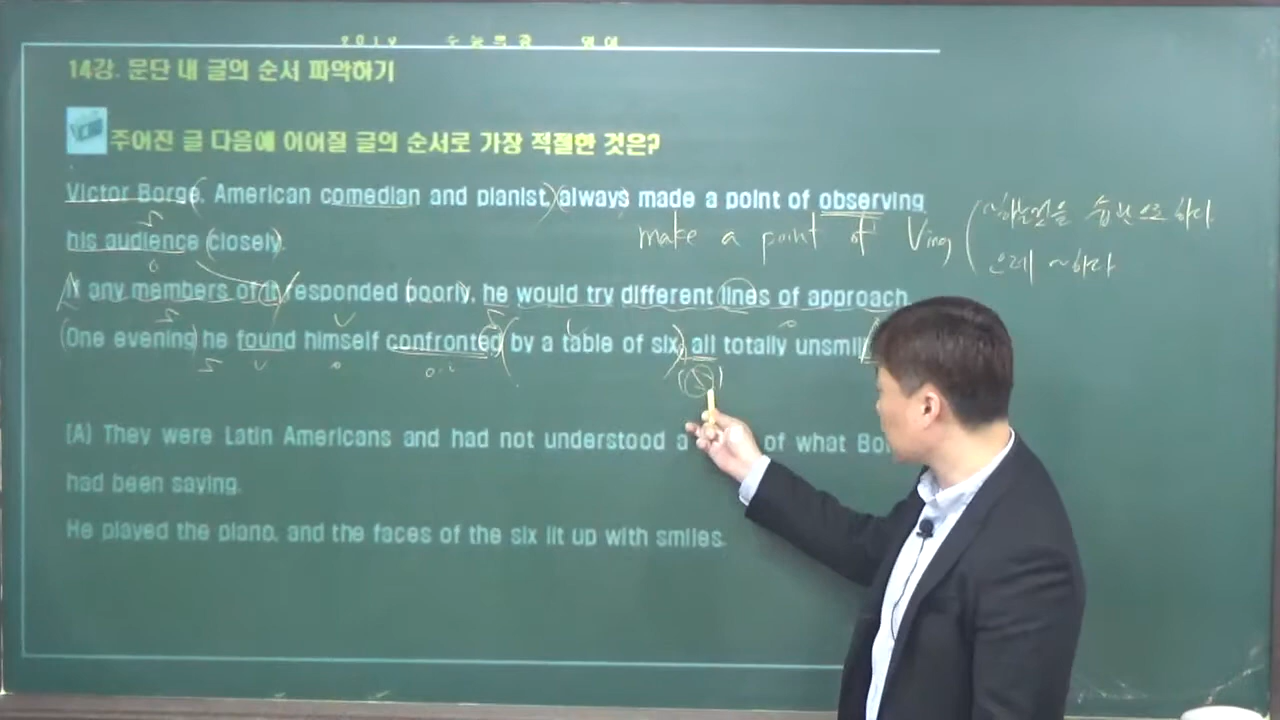 14강. 문단 내 글의 순서 파악하기
주어진 글 다음에 이어질 글의 순서로 가장 적절한 것은?
Victor Borge, American comedian and pianist, always made a point of observing
his audience closely.
make a point of Ving ( ~하는것을 습관으로 하다
으레 ~하다
If any members of it responded poorly, he would try different lines of approach.
One evening he found himself confronted by a table of six, all totally
S V O O.C
(S)
(A) They were Latin Americans and had not understood a of what
had been saying.
He played the piano, and the faces of the six lit up with smiles.